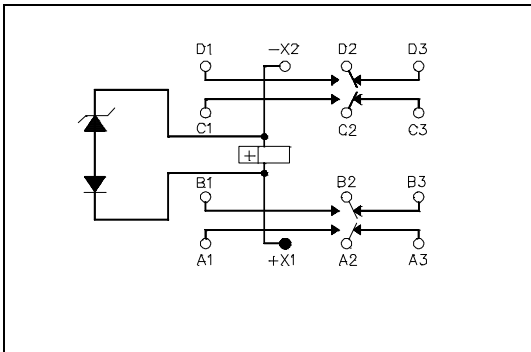 D1 -X2 D2 D3
C1 C2 C3
+
B1 B2 B3
A1 +X1 A2 A3